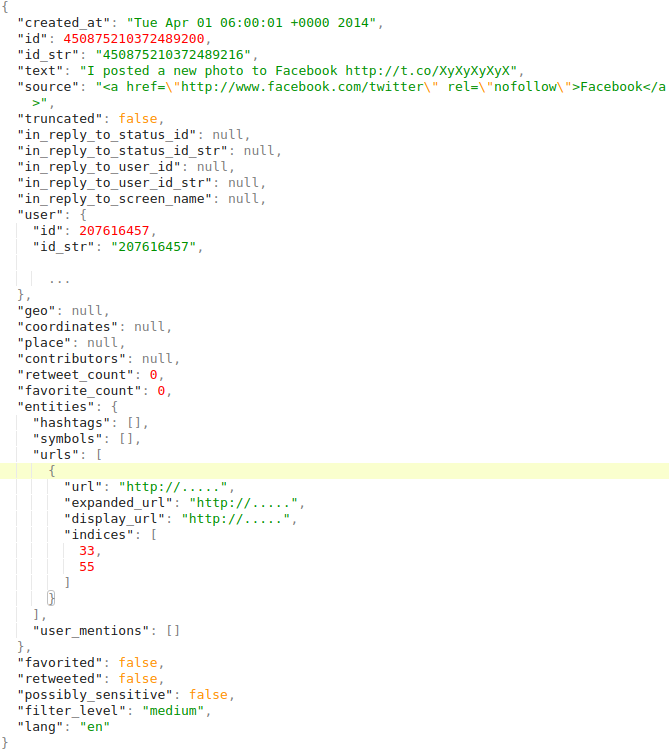 {
  "created_at": "Tue Apr 01 06:00:01 +0000 2014",
  "id": 450875210372489200,
  "id_str": "450875210372489216",
  "text": "I posted a new photo to Facebook http://t.co/XyXyXyXyX",
  "source": "<a href=\"http://www.facebook.com/twitter\" rel=\"nofollow\">Facebook</a
    >",
  "truncated": false,
  "in_reply_to_status_id": null,
  "in_reply_to_status_id_str": null,
  "in_reply_to_user_id": null,
  "in_reply_to_user_id_str": null,
  "in_reply_to_screen_name": null,
  "user": {
    "id": 207616457,
    "id_str": "207616457",
      ...
  },
  "geo": null,
  "coordinates": null,
  "place": null,
  "contributors": null,
  "retweet_count": 0,
  "favorite_count": 0,
  "entities": {
    "hashtags": [],
    "symbols": [],
    "urls": [
      {
        "url": "http://.....",
        "expanded_url": "http://.....",
        "display_url": "http://.....",
        "indices": [
          33,
          55
        ]
      }
    ],
    "user_mentions": []
  },
  "favorited": false,
  "retweeted": false,
  "possibly_sensitive": false,
  "filter_level": "medium",
  "lang": "en"
}